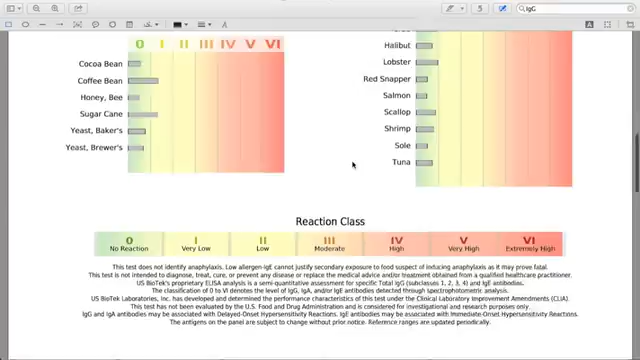 IgG
0 I II III IV V VI
Cocoa Bean
Coffee Bean
Honey, Bee
Sugar Cane
Yeast, Baker's
Yeast, Brewer's
Halibut
Lobster
Red Snapper
Salmon
Scallop
Shrimp
Sole
Tuna
Reaction Class
0 I II III IV V VI
No Reaction Very Low Low Moderate High Very High Extremely High
This test does not identify anaphylaxis. Low allergen-IgE cannot justify secondary exposure to food suspect of inducing anaphylaxis as it may prove fatal.
This test is not intended to diagnose, treat, cure, or prevent any disease or replace the medical advice and/or treatment obtained from a qualified healthcare practitioner.
US BioTek's proprietary ELISA analysis is a semi-quantitative assessment for specific Total IgG (subclasses 1, 2, 3, 4) and IgE antibodies.
The classification of 0 to VI denotes the level of IgG, IgA, and/or IgE antibodies detected through spectrophotometric analysis.
US BioTek Laboratories, Inc. has developed and determined the performance characteristics of this test under the Clinical Laboratory Improvement Amendments (CLIA).
This test has not been evaluated by the U.S. Food and Drug Administration and is considered for investigational and research purposes only.
IgG and IgA antibodies may be associated with Delayed-Onset Hypersensitivity Reactions. IgE antibodies may be associated with Immediate-Onset Hypersensitivity Reactions.
The antigens on the panel are subject to change without prior notice. Reference ranges are updated periodically.